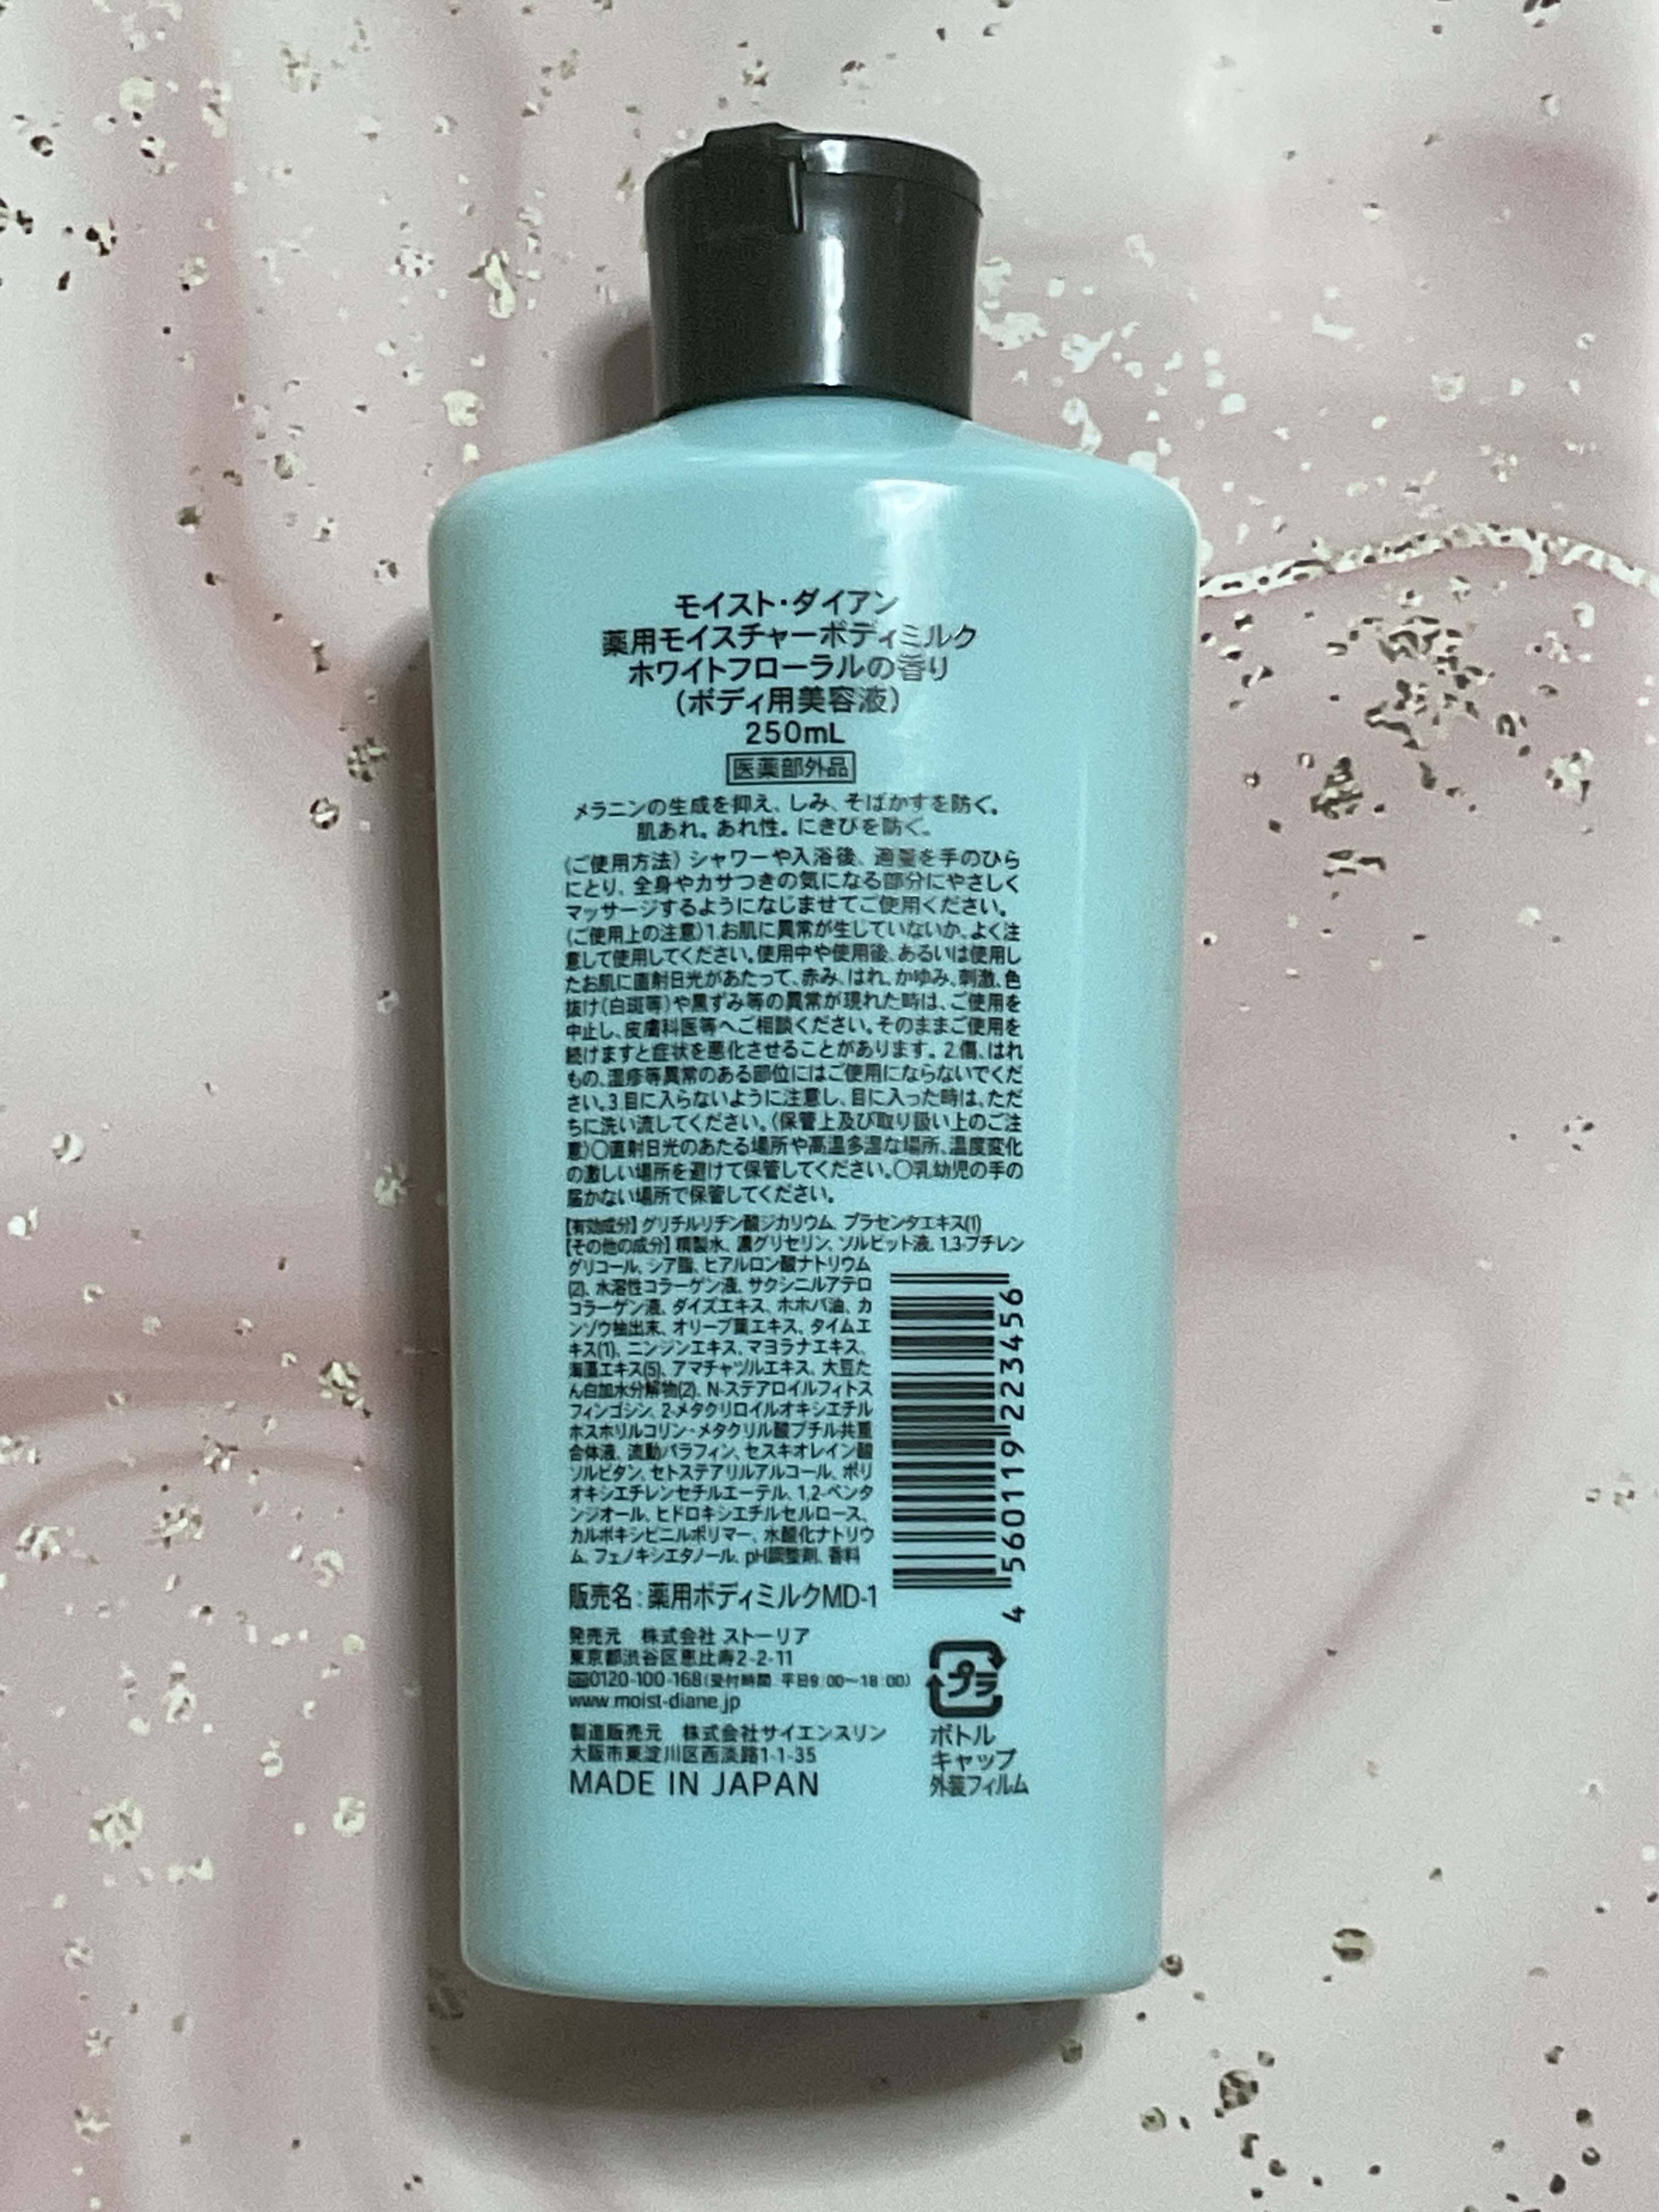 モイスト・ダイアン
薬用モイスチャーボディミルク
ホワイトフローラルの香り
(ボディ用美容液)
250mL
医薬部外品
メラニンの生成を抑え、しみ、そばかすを防ぐ。
肌あれ。あれ性。にきびを防ぐ。
(ご使用方法)シャワーや入浴後、適量を手のひら
にとり、全身やカサつきの気になる部分にやさしく
マッサージするようになじませてご使用ください。
(ご使用上の注意)1.お肌に異常が生じていないか、よく注
意して使用してください。使用中や使用後、あるいは使用し
たお肌に直射日光があたって、赤み、はれ、かゆみ、刺激、色
抜け(白斑等)や黒ずみ等の異常が現れた時は、ご使用を
中止し、皮膚科医等へご相談ください。そのままご使用を
続けますと症状を悪化させることがあります。2.傷、はれ
もの、湿疹等異常のある部位にはご使用にならないでくだ
さい。3.目に入らないように注意し、目に入った時は、ただ
ちに洗い流してください。(保管上及び取り扱い上のご注
意)○直射日光のあたる場所や高温多湿な場所、温度変化
の激しい場所を避けて保管してください。○乳幼児の手の
届かない場所で保管してください。
【有効成分】グリチルリチン酸ジカリウム、プラセンタエキス(1)
【その他の成分】精製水、濃グリセリン、ソルビット液、1,3-ブチレン
グリコール、シア脂、ヒアルロン酸ナトリウム
(2)、水溶性コラーゲン液、サクシニルアテロ
コラーゲン液、ダイズエキス、ホホバ油、カ
ンゾウ抽出末、オリーブ葉エキス、タイムエ
キス(1)、ニンジンエキス、マヨラナエキス、
海藻エキス(5)、アマチャヅルエキス、大豆た
ん白加水分解物(2)、N-ステアロイルフィトス
フィンゴシン、2-メタクリロイルオキシエチル
ホスホリルコリン・メタクリル酸ブチル共重
合体液、流動パラフィン、セスキオレイン酸
ソルビタン、セトステアリルアルコール、ポリ
オキシエチレンセチルエーテル、1,2-ペンタ
ンジオール、ヒドロキシエチルセルロース、
カルボキシビニルポリマー、水酸化ナトリウ
ム、フェノキシエタノール、pH調整剤、香料
4 560119 223456
販売名:薬用ボディミルクMD-1
発売元 株式会社 ストーリア
東京都渋谷区恵比寿2-2-11
0120-100-168(受付時間 平日9:00〜18:00)
www.moist-diane.jp
製造販売元 株式会社サイエンスリン
大阪市東淀川区西淡路1-1-35
MADE IN JAPAN
プラ
ボトル
キャップ
外装フィルム